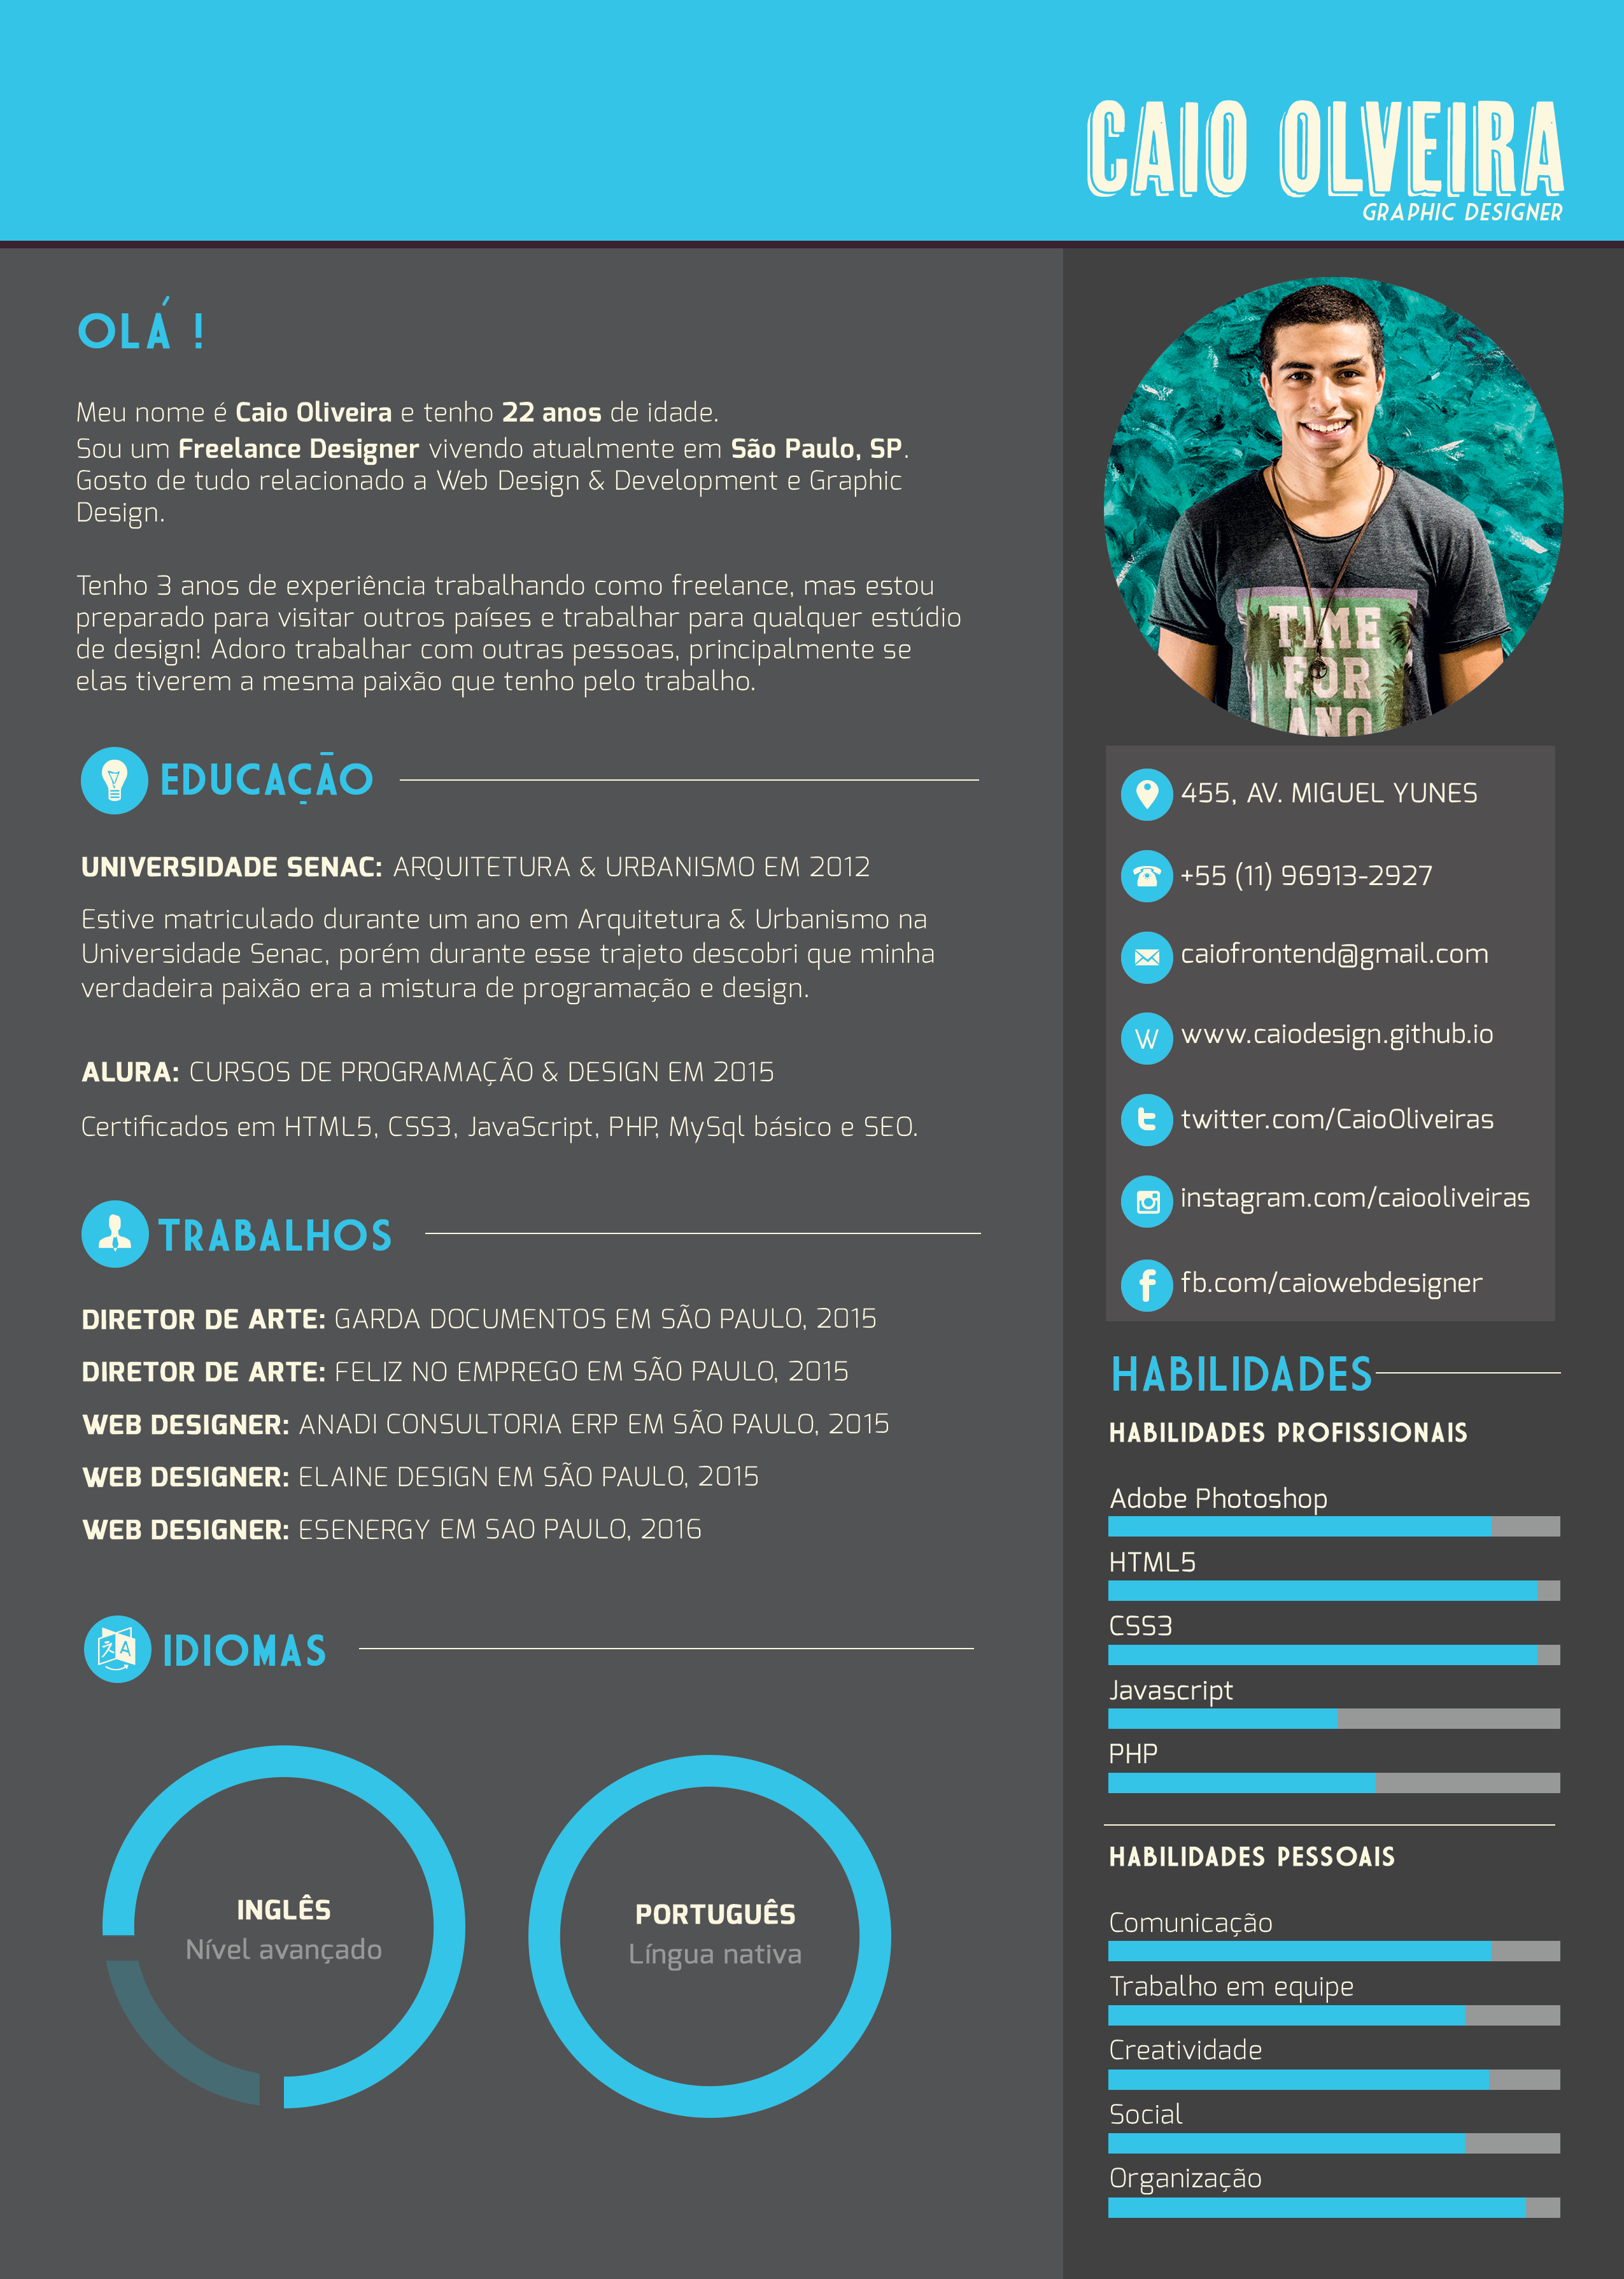 CAIO OLVEIRA
GRAPHIC DESIGNER
OLÁ !
Meu nome é Caio Oliveira e tenho 22 anos de idade.
Sou um Freelance Designer vivendo atualmente em São Paulo, SP.
Gosto de tudo relacionado a Web Design & Development e Graphic
Design.
Tenho 3 anos de experiência trabalhando como freelance, mas estou
preparado para visitar outros países e trabalhar para qualquer estúdio
de design! Adoro trabalhar com outras pessoas, principalmente se
elas tiverem a mesma paixão que tenho pelo trabalho.
EDUCAÇÃO
UNIVERSIDADE SENAC: ARQUITETURA & URBANISMO EM 2012
Estive matriculado durante um ano em Arquitetura & Urbanismo na
Universidade Senac, porém durante esse trajeto descobri que minha
verdadeira paixão era a mistura de programação e design.
ALURA: CURSOS DE PROGRAMAÇÃO & DESIGN EM 2015
Certificados em HTML5, CSS3, JavaScript, PHP, MySql básico e SEO.
TRABALHOS
DIRETOR DE ARTE: GARDA DOCUMENTOS EM SÃO PAULO, 2015
DIRETOR DE ARTE: FELIZ NO EMPREGO EM SÃO PAULO, 2015
WEB DESIGNER: ANADI CONSULTORIA ERP EM SÃO PAULO, 2015
WEB DESIGNER: ELAINE DESIGN EM SÃO PAULO, 2015
WEB DESIGNER: ESENERGY EM SAO PAULO, 2016
IDIOMAS
INGLÊS
Nível avançado
PORTUGUÊS
Língua nativa
TIME
FOR
AND
455, AV. MIGUEL YUNES
+55 (11) 96913-2927
caiofrontend@gmail.com
W www.caiodesign.github.io
twitter.com/CaioOliveiras
instagram.com/caiooliveiras
fb.com/caiowebdesigner
HABILIDADES
HABILIDADES PROFISSIONAIS
Adobe Photoshop
HTML5
CSS3
Javascript
PHP
HABILIDADES PESSOAIS
Comunicação
Trabalho em equipe
Creatividade
Social
Organização